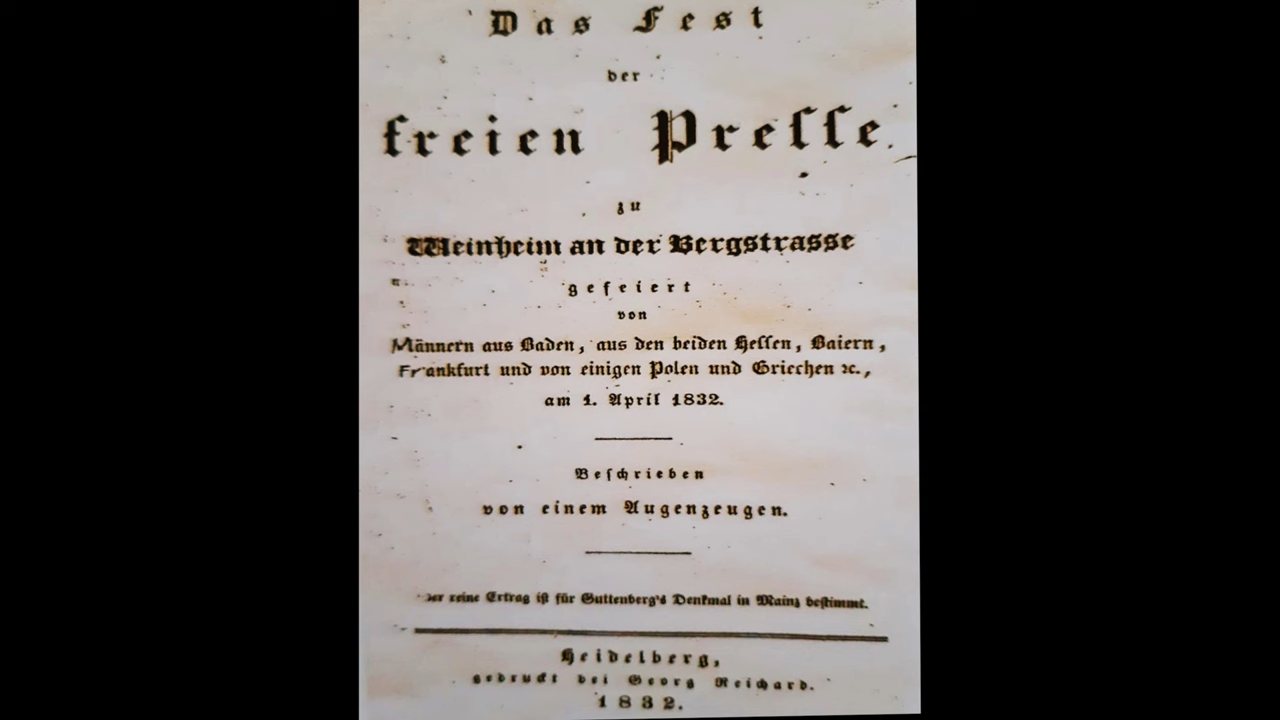 Das Fest
der
freien Presse
zu
Weinheim an der Bergstrasse
gefeiert
von
Männern aus Baden, aus den beiden Hessen, Baiern,
Frankfurt und von einigen Polen und Griechen ꝛc.,
am 1. April 1832.
Beschrieben
von einem Augenzeugen.
Der reine Ertrag ist für Guttenberg's Denkmal in Mainz bestimmt.
Heidelberg,
gedruckt bei Georg Reichard.
1832.